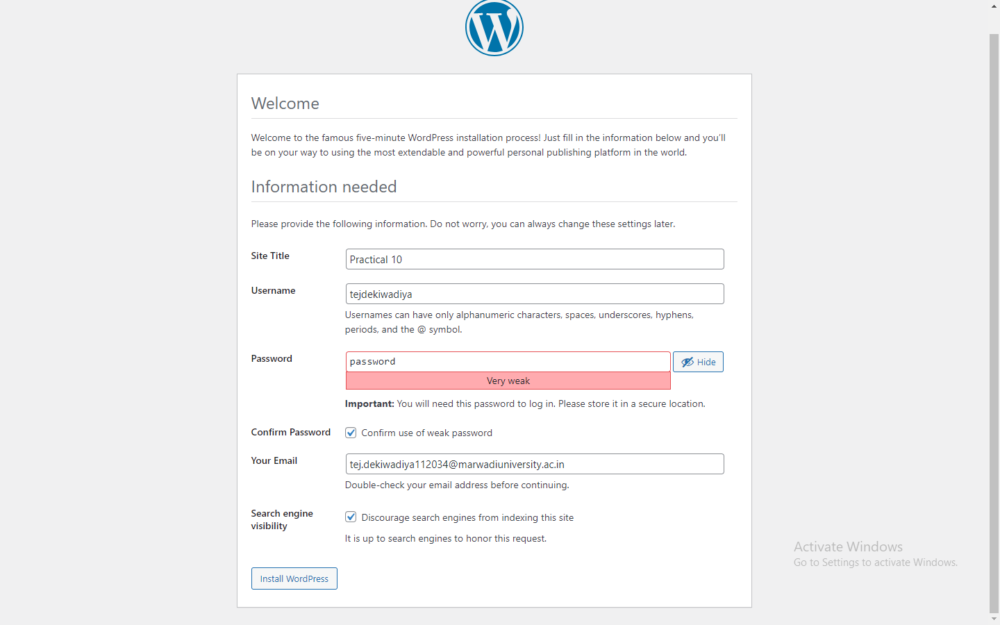 Welcome
Welcome to the famous five-minute WordPress installation process! Just fill in the information below and you'll
be on your way to using the most extendable and powerful personal publishing platform in the world.
Information needed
Please provide the following information. Do not worry, you can always change these settings later.
Site Title
Practical 10
Username
tejdekiwadiya
Usernames can have only alphanumeric characters, spaces, underscores, hyphens,
periods, and the @ symbol.
Password
password
Hide
Very weak
Important: You will need this password to log in. Please store it in a secure location.
Confirm Password
Confirm use of weak password
Your Email
tej.dekiwadiya112034@marwadiuniversity.ac.in
Double-check your email address before continuing.
Search engine
visibility
Discourage search engines from indexing this site
It is up to search engines to honor this request.
Install WordPress
Activate Windows
Go to Settings to activate Windows.